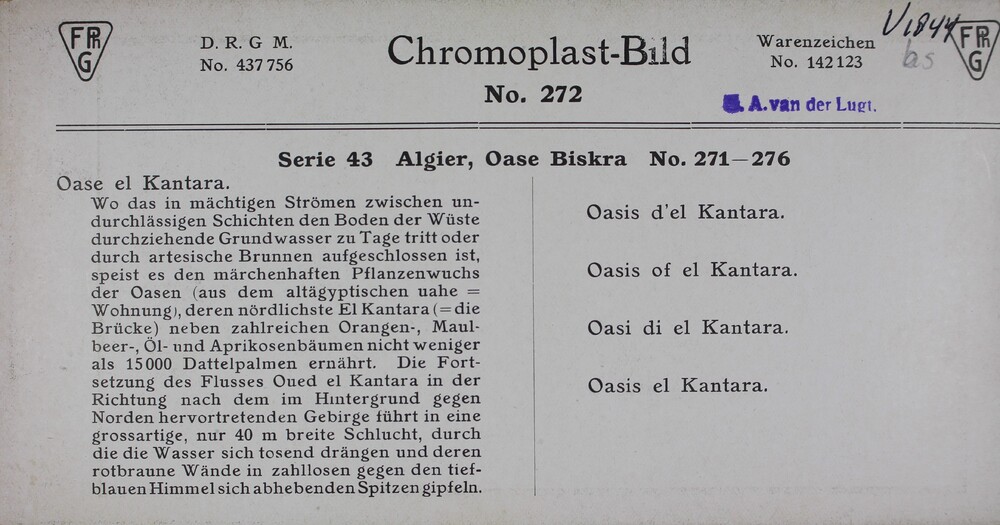 FPh
G
D. R. G M.
No. 437756
Chromoplast-Bild
No. 272
Warenzeichen
No. 142123
V1844
bs
FPh
G
A. van der Lugt.
Serie 43 Algier, Oase Biskra No. 271–276
Oase el Kantara.
Wo das in mächtigen Strömen zwischen un-
durchlässigen Schichten den Boden der Wüste
durchziehende Grundwasser zu Tage tritt oder
durch artesische Brunnen aufgeschlossen ist,
speist es den märchenhaften Pflanzenwuchs
der Oasen (aus dem altägyptischen uahe =
Wohnung), deren nördlichste El Kantara (= die
Brücke) neben zahlreichen Orangen-, Maul-
beer-, Öl- und Aprikosenbäumen nicht weniger
als 15000 Dattelpalmen ernährt. Die Fort-
setzung des Flusses Oued el Kantara in der
Richtung nach dem im Hintergrund gegen
Norden hervortretenden Gebirge führt in eine
grossartige, nur 40 m breite Schlucht, durch
die die Wasser sich tosend drängen und deren
rotbraune Wände in zahllosen gegen den tief-
blauen Himmel sich abhebenden Spitzen gipfeln.
Oasis d'el Kantara.
Oasis of el Kantara.
Oasi di el Kantara.
Oasis el Kantara.